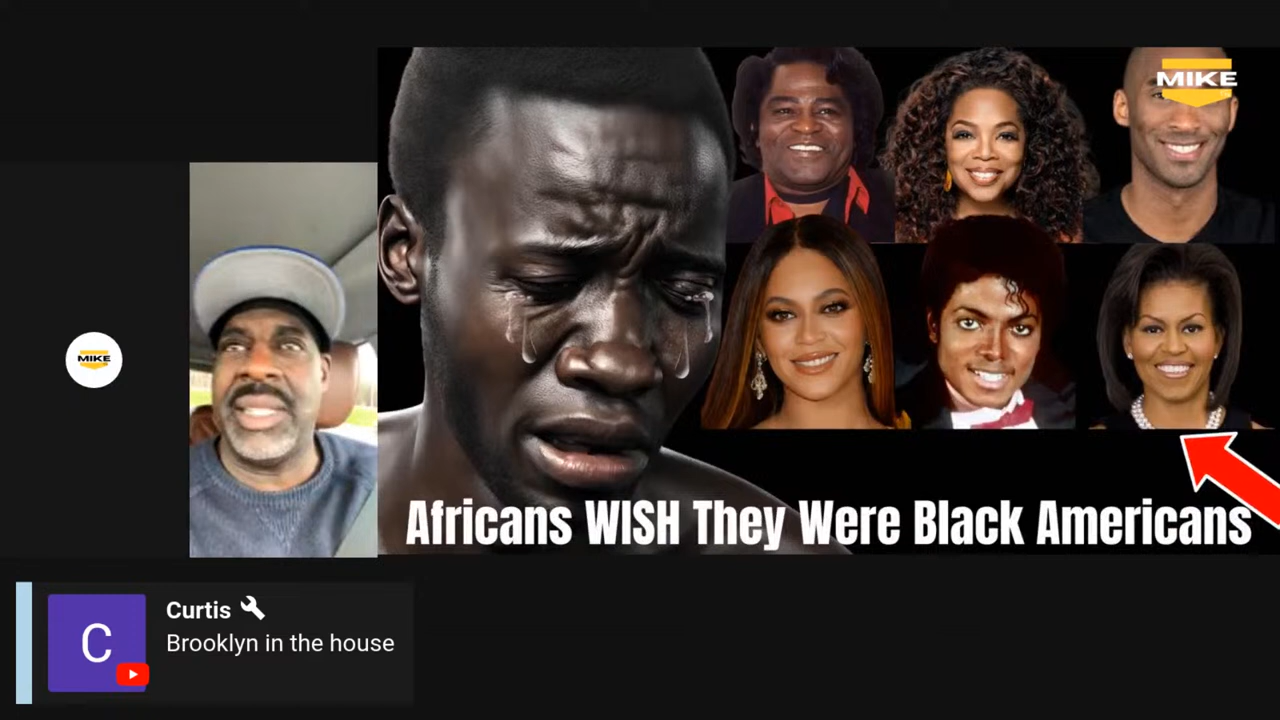 MIKE
MIKE
Africans WISH They Were Black Americans
C
Curtis
Brooklyn in the house